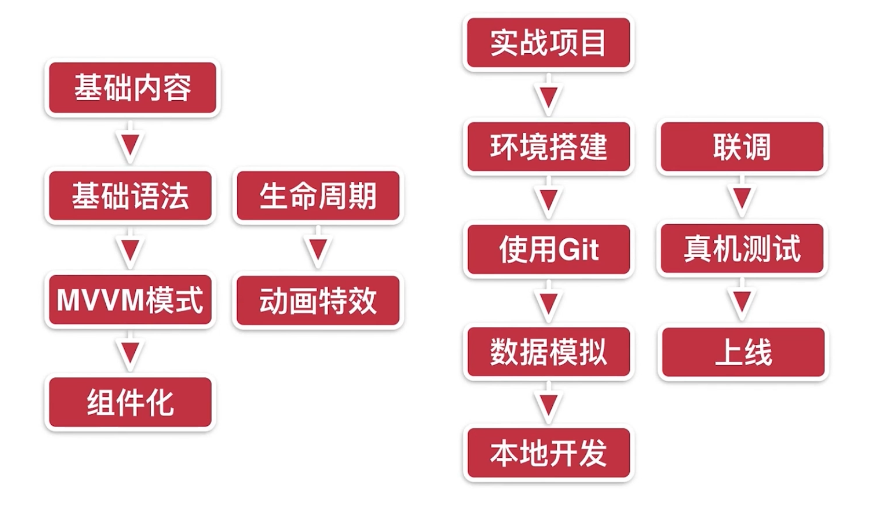 基础内容
基础语法
MVVM模式
组件化
生命周期
动画特效
实战项目
环境搭建
使用Git
数据模拟
本地开发
联调
真机测试
上线